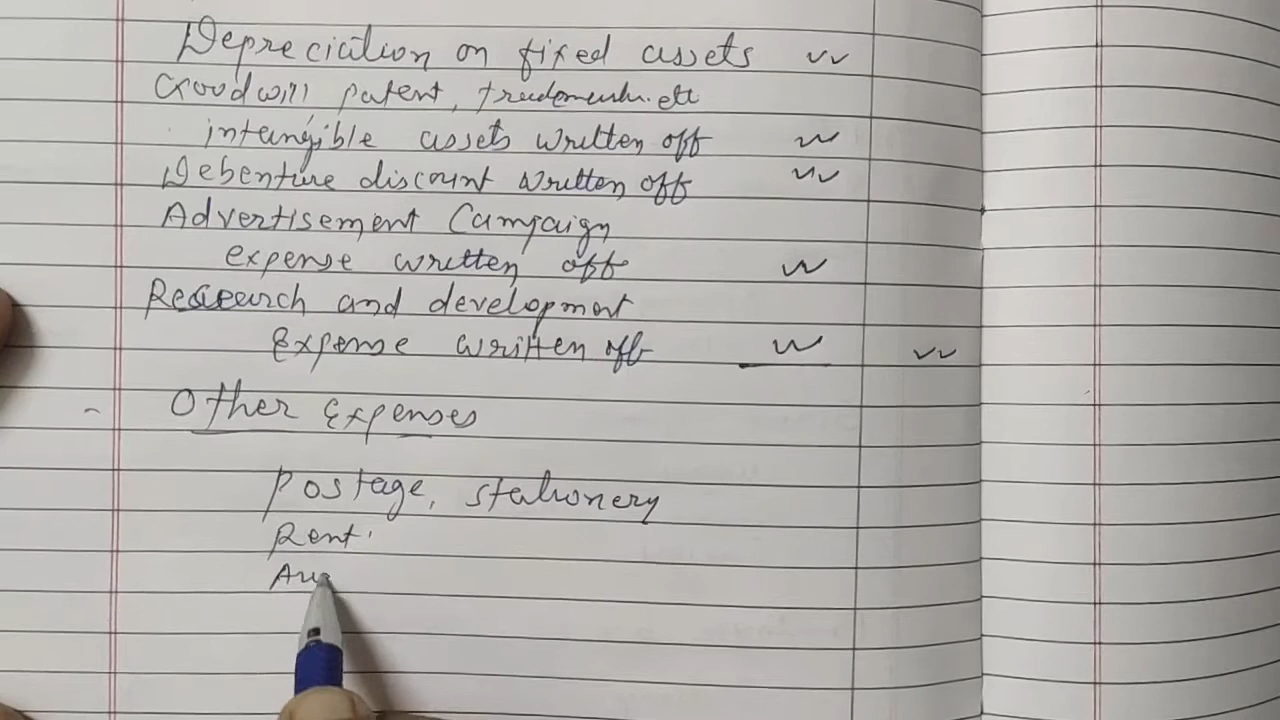 Depreciation on fixed assets ✓✓
Goodwill patent, trademark. etc
intangible assets written off ✓✓
Debenture discount written off ✓✓
Advertisement Campaign
expense written off ✓✓
Research and development
Expense written off ✓✓ ✓✓
Other Expenses
Postage, stationery
Rent